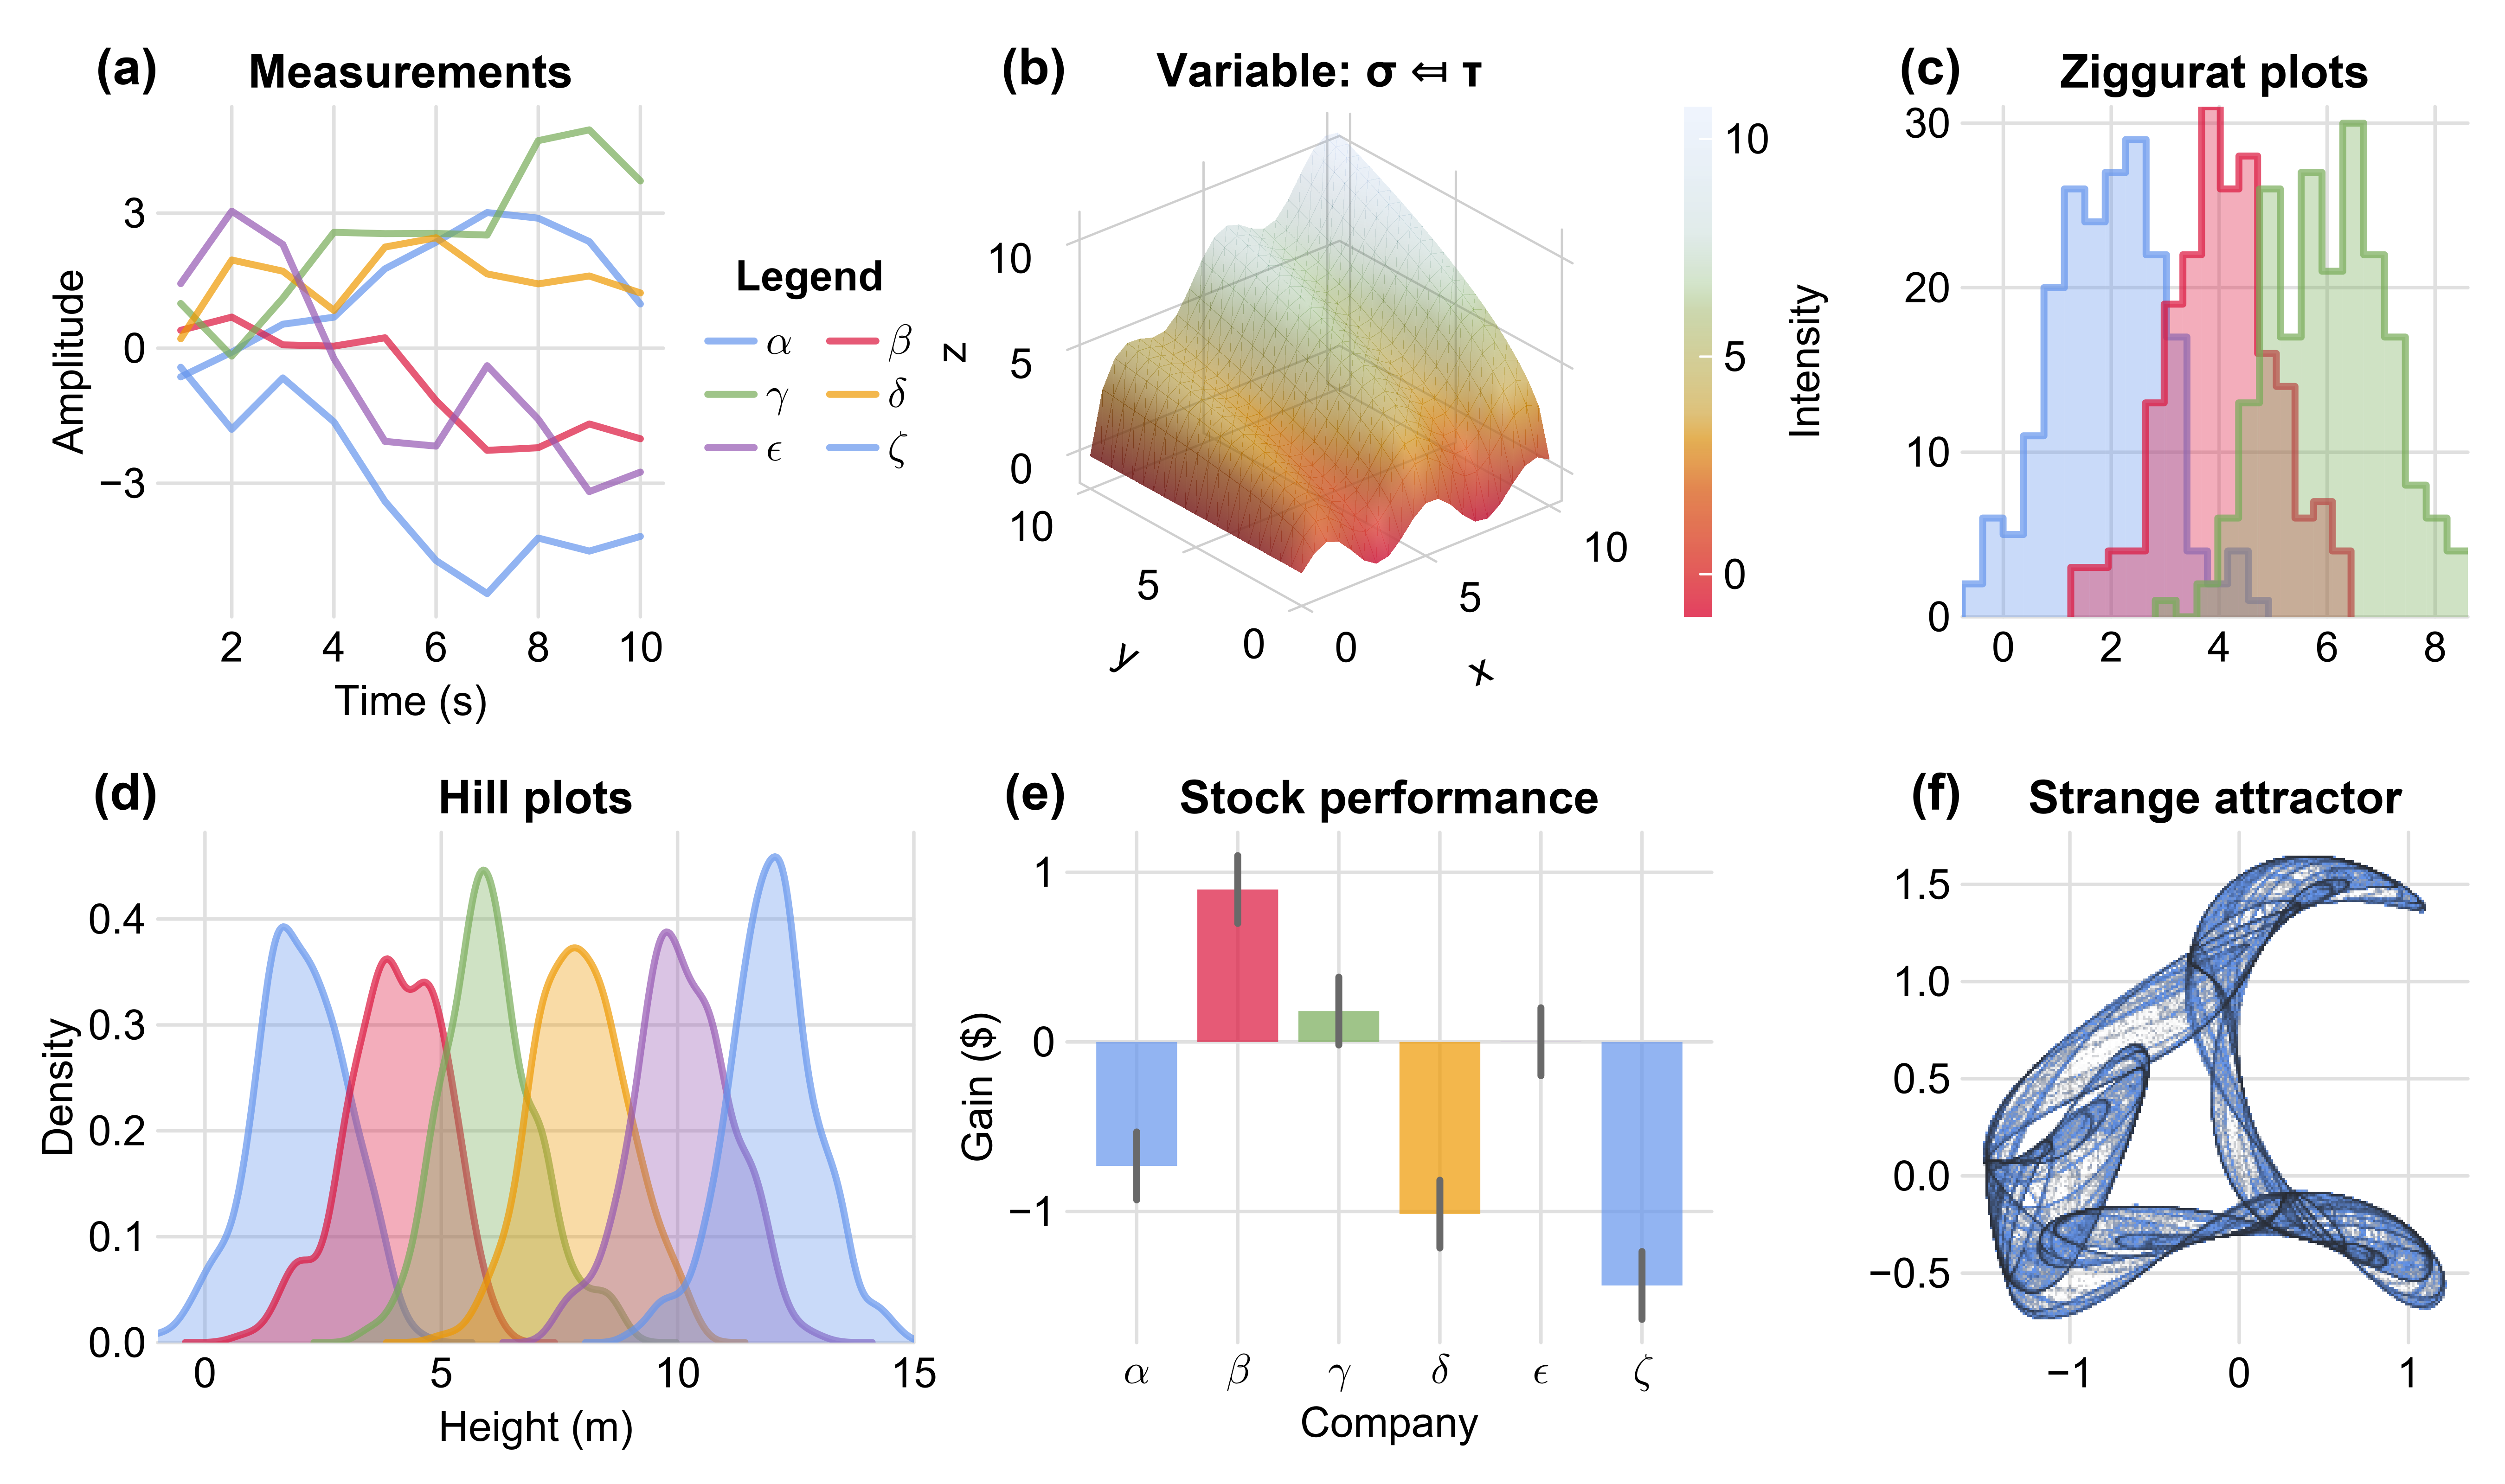 (a) Measurements
Amplitude
3
0
−3
2 4 6 8 10
Time (s)
Legend
α β
γ δ
ϵ ζ
(b) Variable: σ ⤆ τ
z
10
5
0
10
5
0
y
0
5
10
x
10
5
0
Intensity
(c) Ziggurat plots
30
20
10
0
0 2 4 6 8
(d) Hill plots
Density
0.4
0.3
0.2
0.1
0.0
0 5 10 15
Height (m)
(e) Stock performance
Gain ($)
1
0
−1
α β γ δ ϵ ζ
Company
(f) Strange attractor
1.5
1.0
0.5
0.0
−0.5
−1 0 1